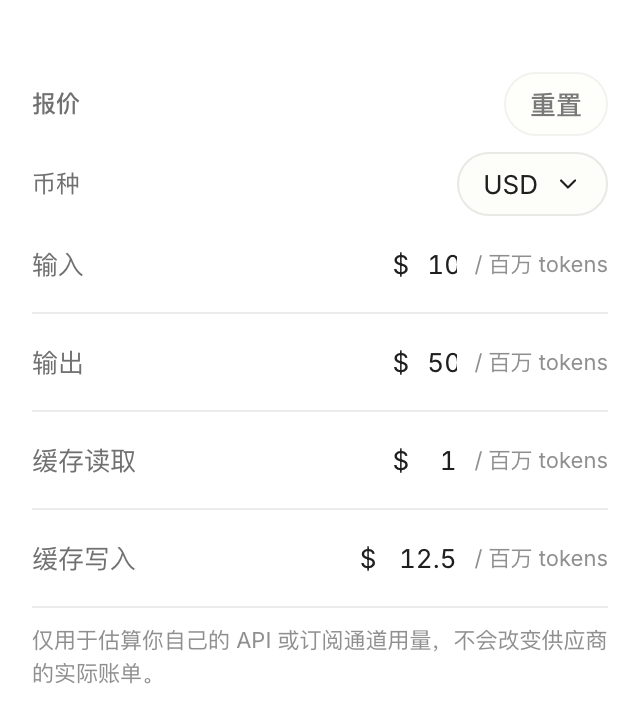 报价
重置
币种
USD
输入 $ 10 / 百万 tokens
输出 $ 50 / 百万 tokens
缓存读取 $ 1 / 百万 tokens
缓存写入 $ 12.5 / 百万 tokens
仅用于估算你自己的 API 或订阅通道用量，不会改变供应商
的实际账单。